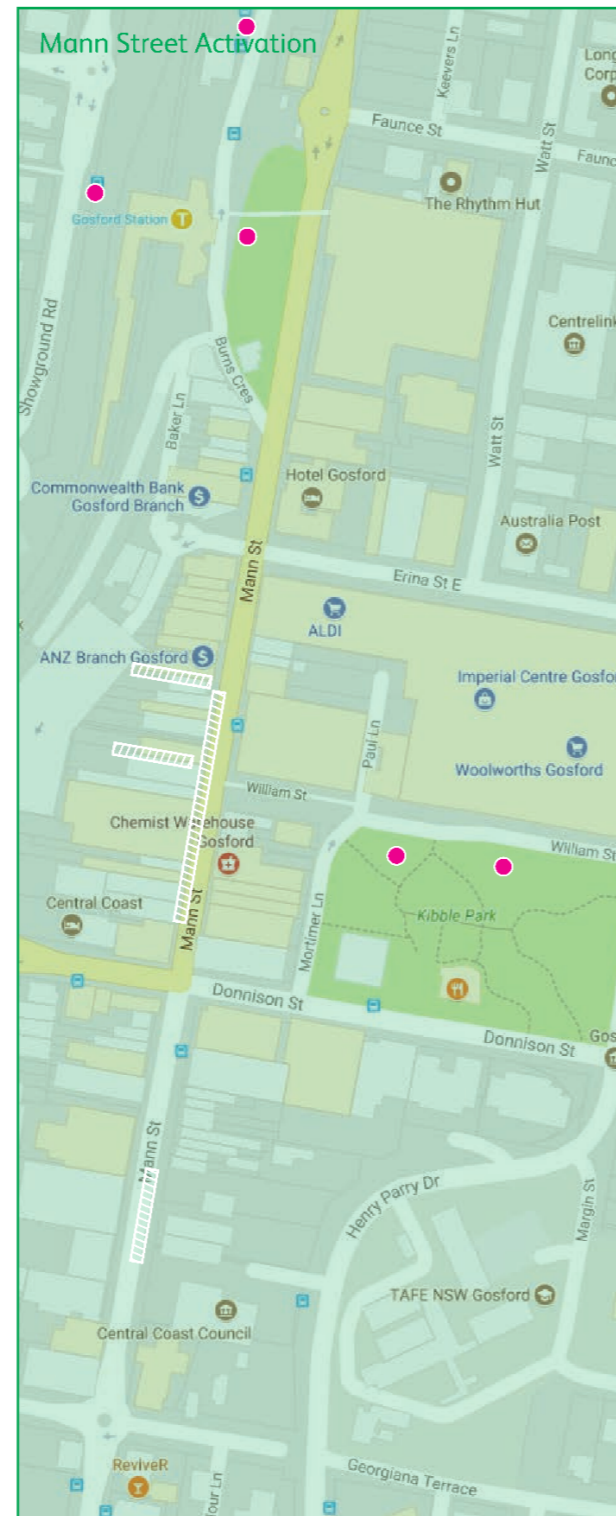 Mann Street Activation
Keevers Ln
Long
Corp
Faunce St
Watt St
Faunc
The Rhythm Hut
Gosford Station
T
Showground Rd
Centrelink
Burns Cres
Baker Ln
Watt St
Commonwealth Bank
Gosford Branch
$
Hotel Gosford
Australia Post
Mann St
Erina St E
ALDI
ANZ Branch Gosford
$
Imperial Centre Gosfor
Paul Ln
Woolworths Gosford
William St
Chemist W ehouse
Gosford
William St
Central Coast
Mann St
Mortimer Ln
Kibble Park
Donnison St
Donnison St
Gos
Mann St
Henry Parry Dr
Margin St
TAFE NSW Gosford
Central Coast Council
ReviveR
our Ln
Georgiana Terrace